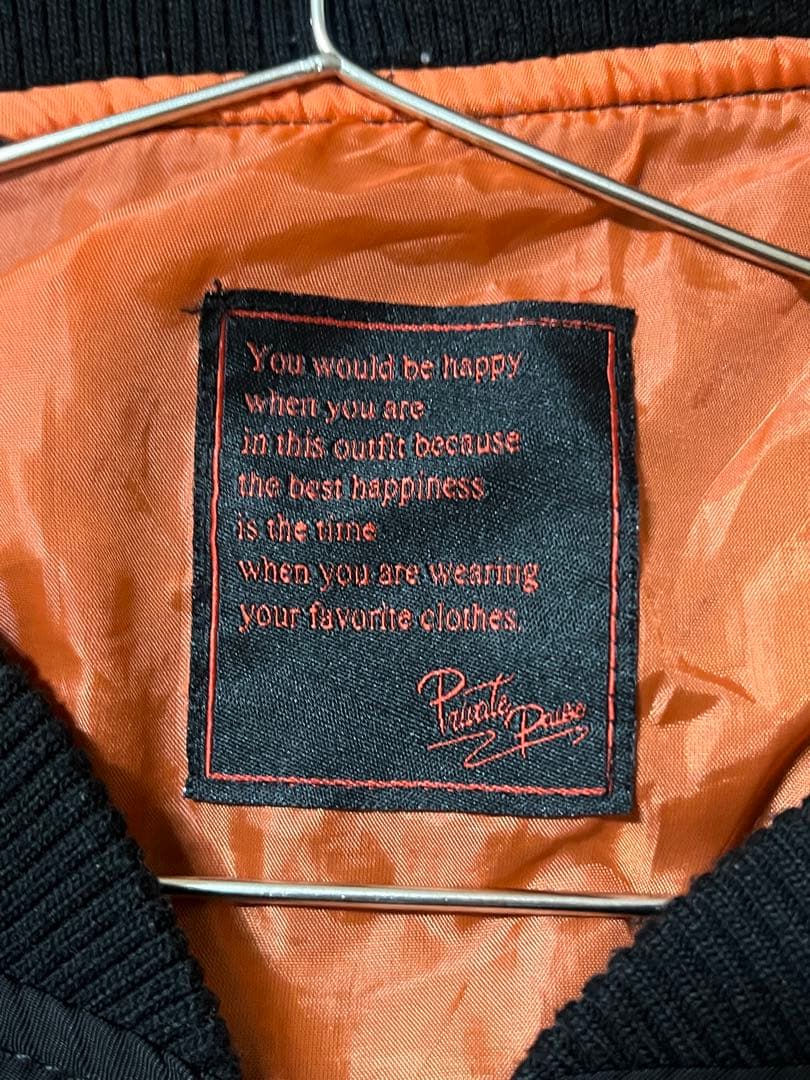 You would be happy
when you are
in this outfit because
the best happiness
is the time
when you are wearing
your favorite clothes.
Private Pause